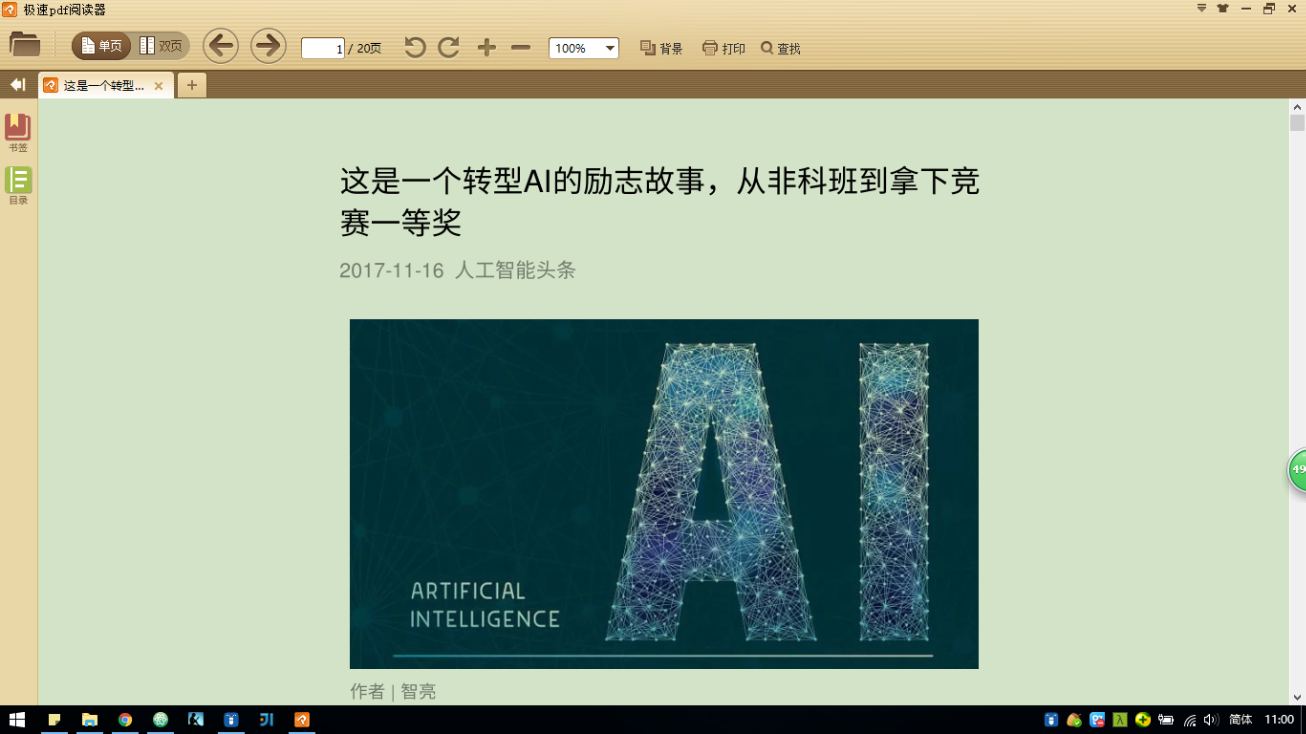 极速pdf阅读器
单页 双页 1 / 20页 100% 背景 打印 查找
这是一个转型...
书签
目录
这是一个转型AI的励志故事，从非科班到拿下竞
赛一等奖
2017-11-16 人工智能头条
AI
ARTIFICIAL
INTELLIGENCE
作者 | 智亮
49
简体 11:00